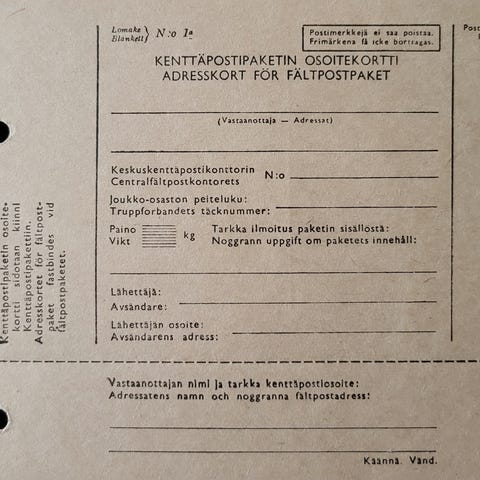 Lomake
Blankett
N:o 1a
Postimerkkejä ei saa poistaa.
Frimärkena få icke borttagas.
KENTTÄPOSTIPAKETIN OSOITEKORTTI
ADRESSKORT FÖR FÄLTPOSTPAKET
(Vastaanottaja — Adressat)
Keskuskenttäpostikonttorin
Centralfältpostkontorets
N:o
Joukko-osaston peiteluku:
Truppförbandets täcknummer:
Paino
Vikt
kg
Tarkka ilmoitus paketin sisällöstä:
Noggrann uppgift om paketets innehåll:
Lähettäjä:
Avsändare:
Lähettäjän osoite:
Avsändarens adress:
Kenttäpostipaketin osoite-
kortti sidotaan kiinni
Kenttäpostipakettiin.
Adresskortet för fältpost-
paket fastbindes vid
fältpostpaketet.
Vastaanottajan nimi ja tarkka kenttäpostiosoite:
Adressatens namn och noggranna fältpostadress:
Käännä. Vänd.